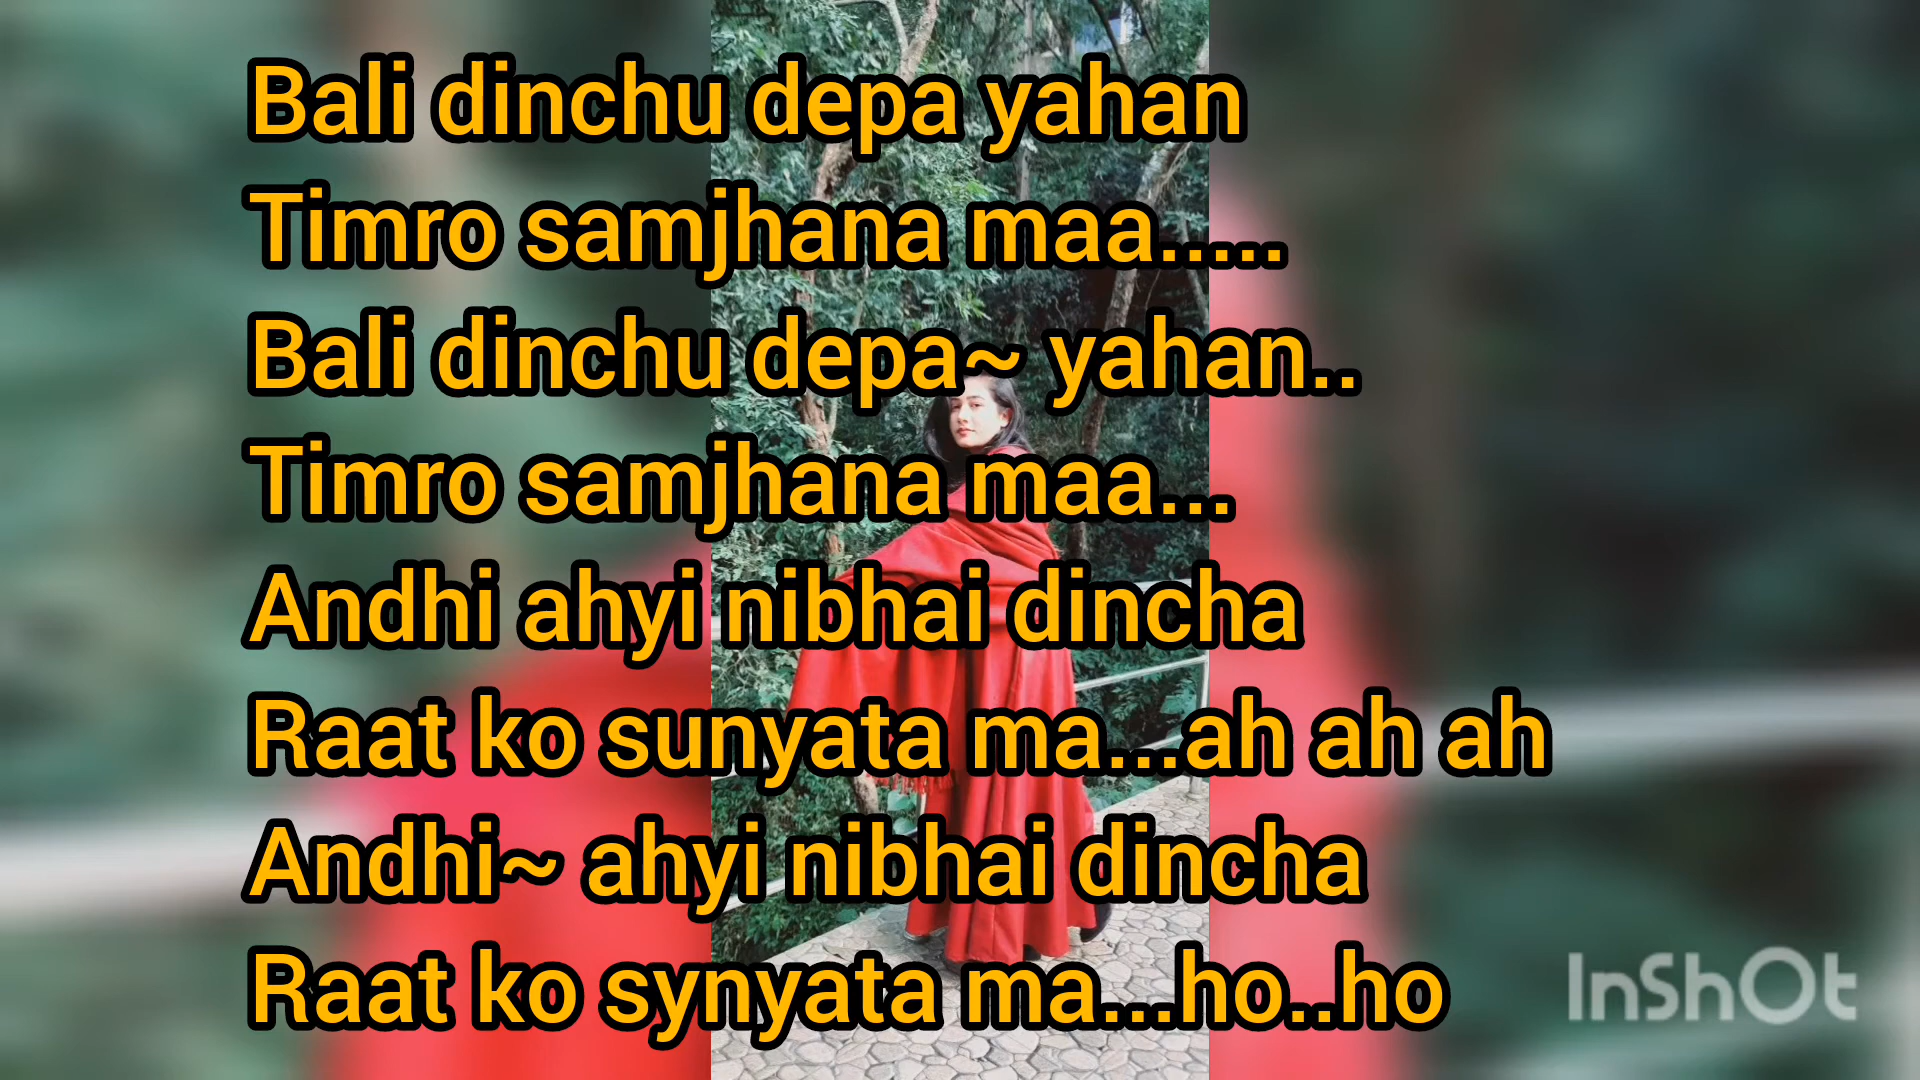 Bali dinchu depa yahan
Timro samjhana maa.....
Bali dinchu depa~ yahan..
Timro samjhana maa...
Andhi ahyi nibhai dincha
Raat ko sunyata ma...ah ah ah
Andhi~ ahyi nibhai dincha
Raat ko synyata ma...ho..ho
InShOt